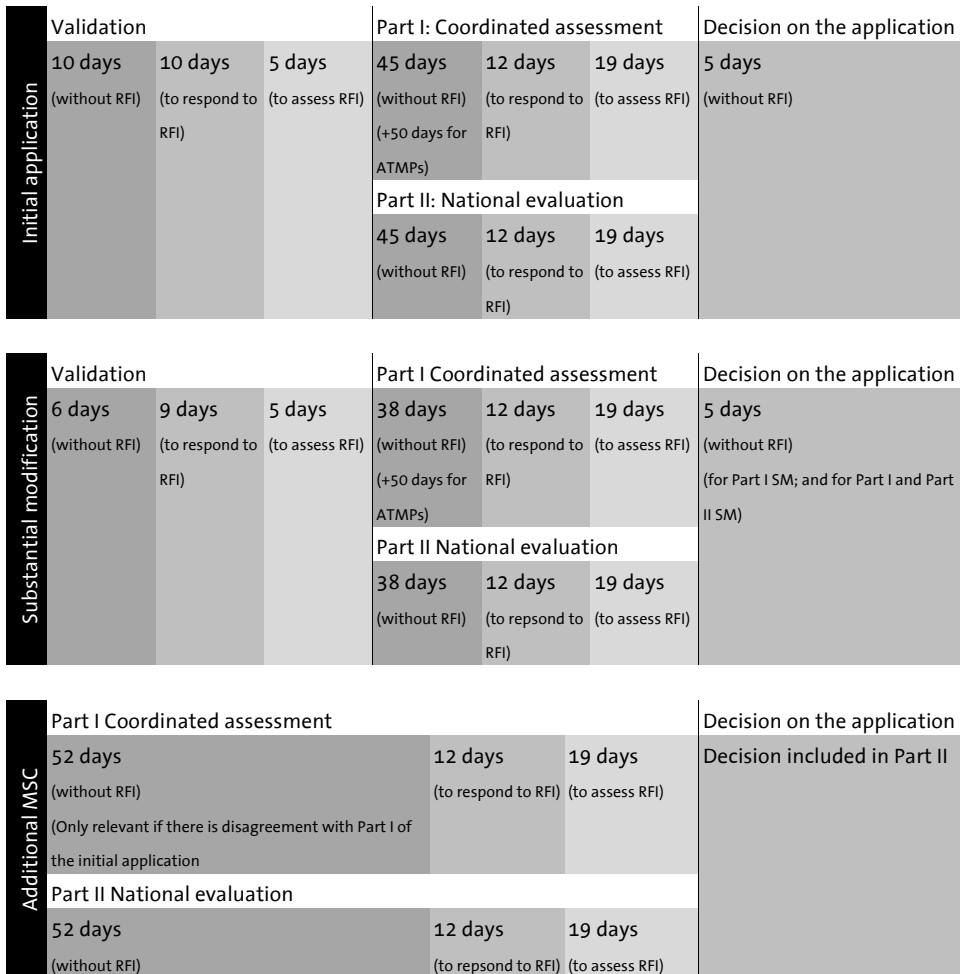 Initial application
Validation
10 days
(without RFI)
10 days
(to respond to
RFI)
5 days
(to assess RFI)
Part I: Coordinated assessment
45 days
(without RFI)
(+50 days for
ATMPs)
12 days
(to respond to
RFI)
19 days
(to assess RFI)
Part II: National evaluation
45 days
(without RFI)
12 days
(to respond to
RFI)
19 days
(to assess RFI)
Decision on the application
5 days
(without RFI)
Substantial modification
Validation
6 days
(without RFI)
9 days
(to respond to
RFI)
5 days
(to assess RFI)
Part I Coordinated assessment
38 days
(without RFI)
(+50 days for
ATMPs)
12 days
(to respond to
RFI)
19 days
(to assess RFI)
Part II National evaluation
38 days
(without RFI)
12 days
(to repsond to
RFI)
19 days
(to assess RFI)
Decision on the application
5 days
(without RFI)
(for Part I SM; and for Part I and Part
II SM)
Additional MSC
Part I Coordinated assessment
52 days
(without RFI)
(Only relevant if there is disagreement with Part I of
the initial application
12 days
(to respond to RFI)
19 days
(to assess RFI)
Part II National evaluation
52 days
(without RFI)
12 days
(to repsond to RFI)
19 days
(to assess RFI)
Decision on the application
Decision included in Part II